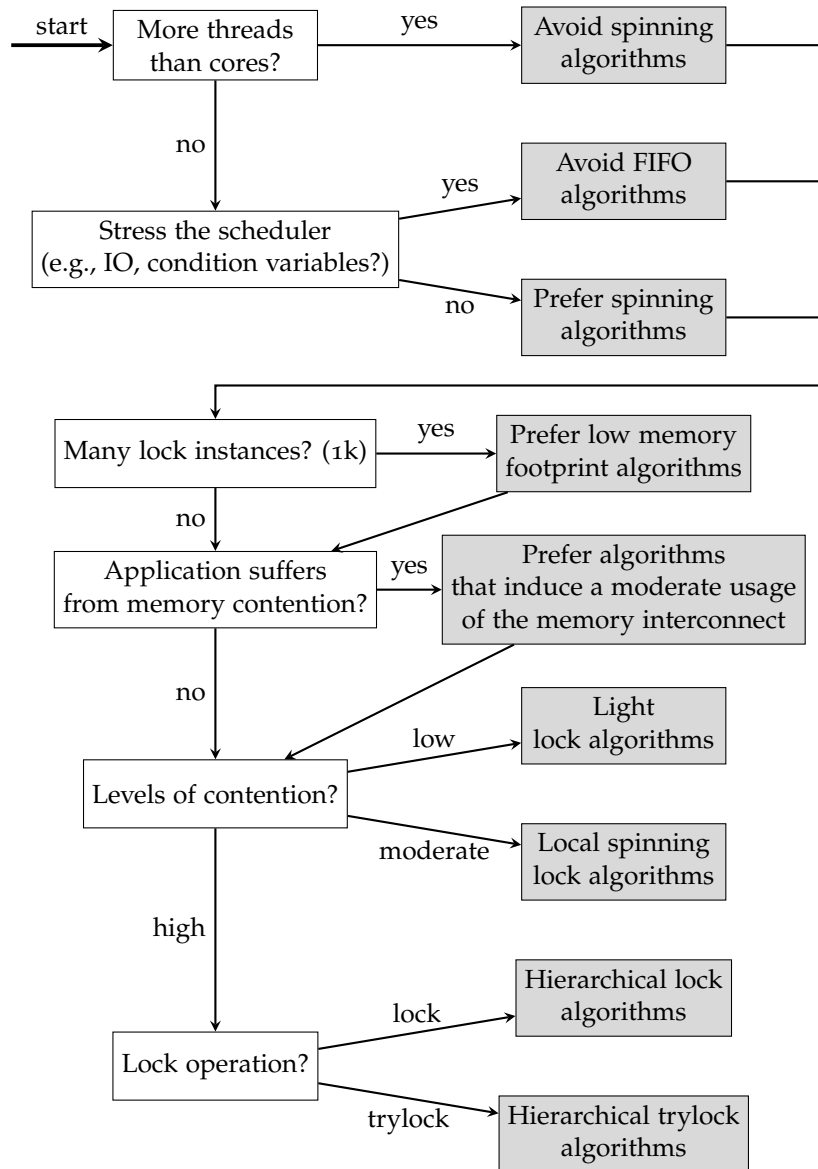 start
More threads
than cores?
yes
Avoid spinning
algorithms
no
Stress the scheduler
(e.g., IO, condition variables?)
yes
Avoid FIFO
algorithms
no
Prefer spinning
algorithms
Many lock instances? (1k)
yes
Prefer low memory
footprint algorithms
no
Application suffers
from memory contention?
yes
Prefer algorithms
that induce a moderate usage
of the memory interconnect
no
Levels of contention?
low
Light
lock algorithms
moderate
Local spinning
lock algorithms
high
Lock operation?
lock
Hierarchical lock
algorithms
trylock
Hierarchical trylock
algorithms